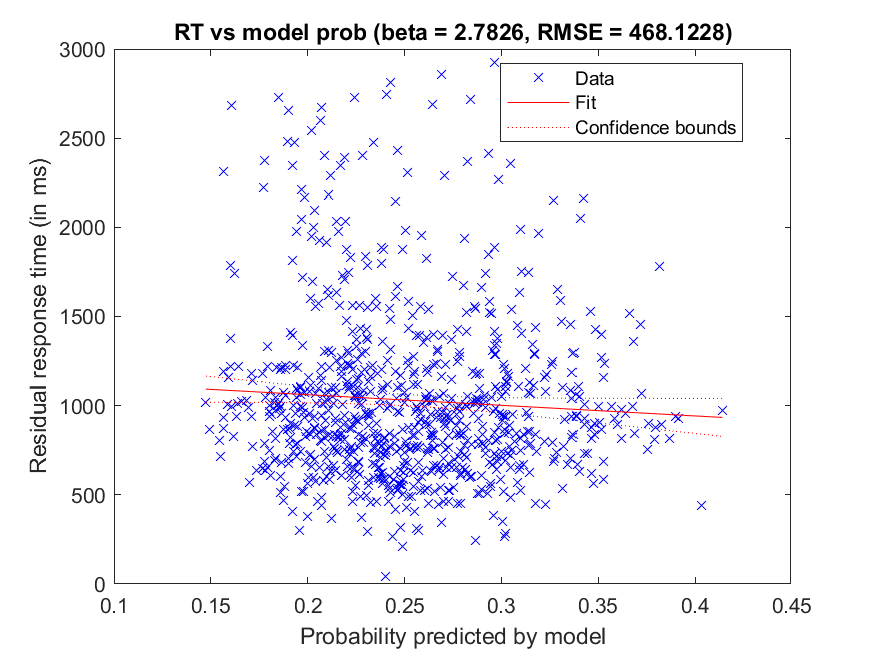 RT vs model prob (beta = 2.7826, RMSE = 468.1228)
3000
2500
2000
1500
1000
500
0
Residual response time (in ms)
Data
Fit
Confidence bounds
0.1
0.15
0.2
0.25
0.3
0.35
0.4
0.45
Probability predicted by model